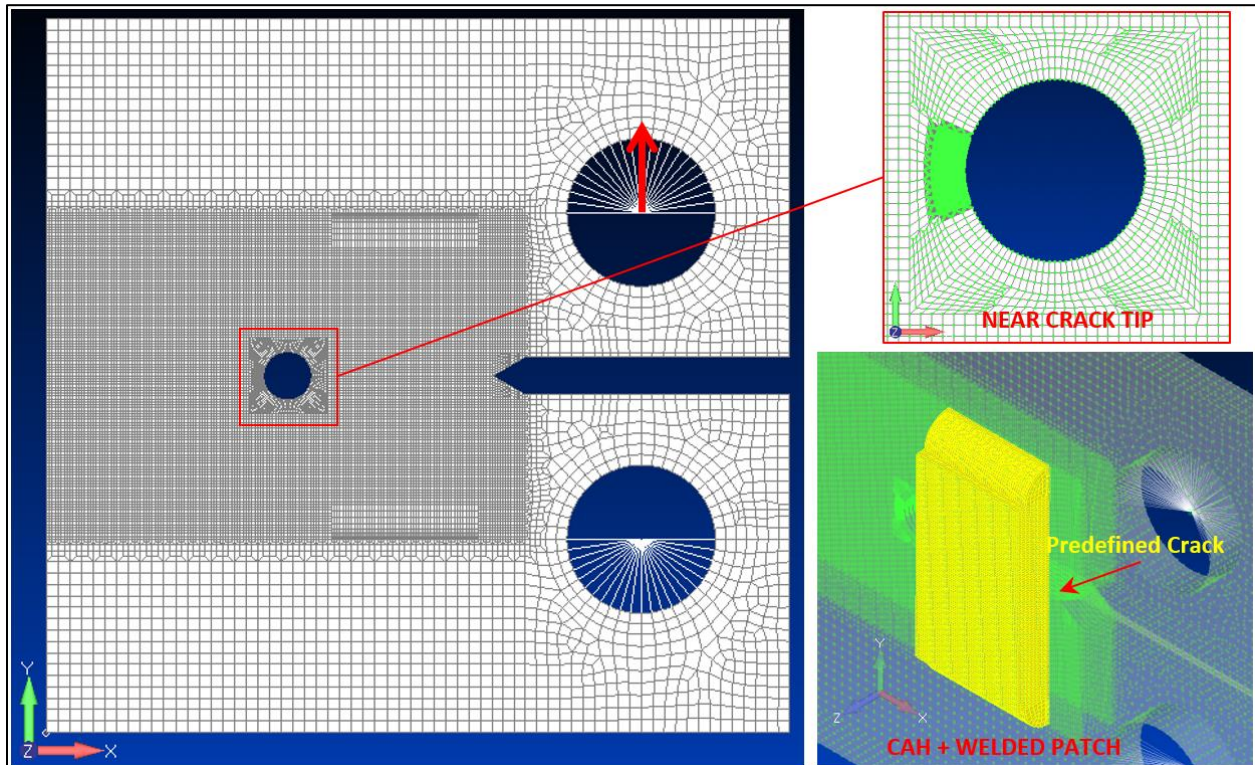 Y
Z
X
NEAR CRACK TIP
Z
Predefined Crack
Y
Z
X
CAH + WELDED PATCH